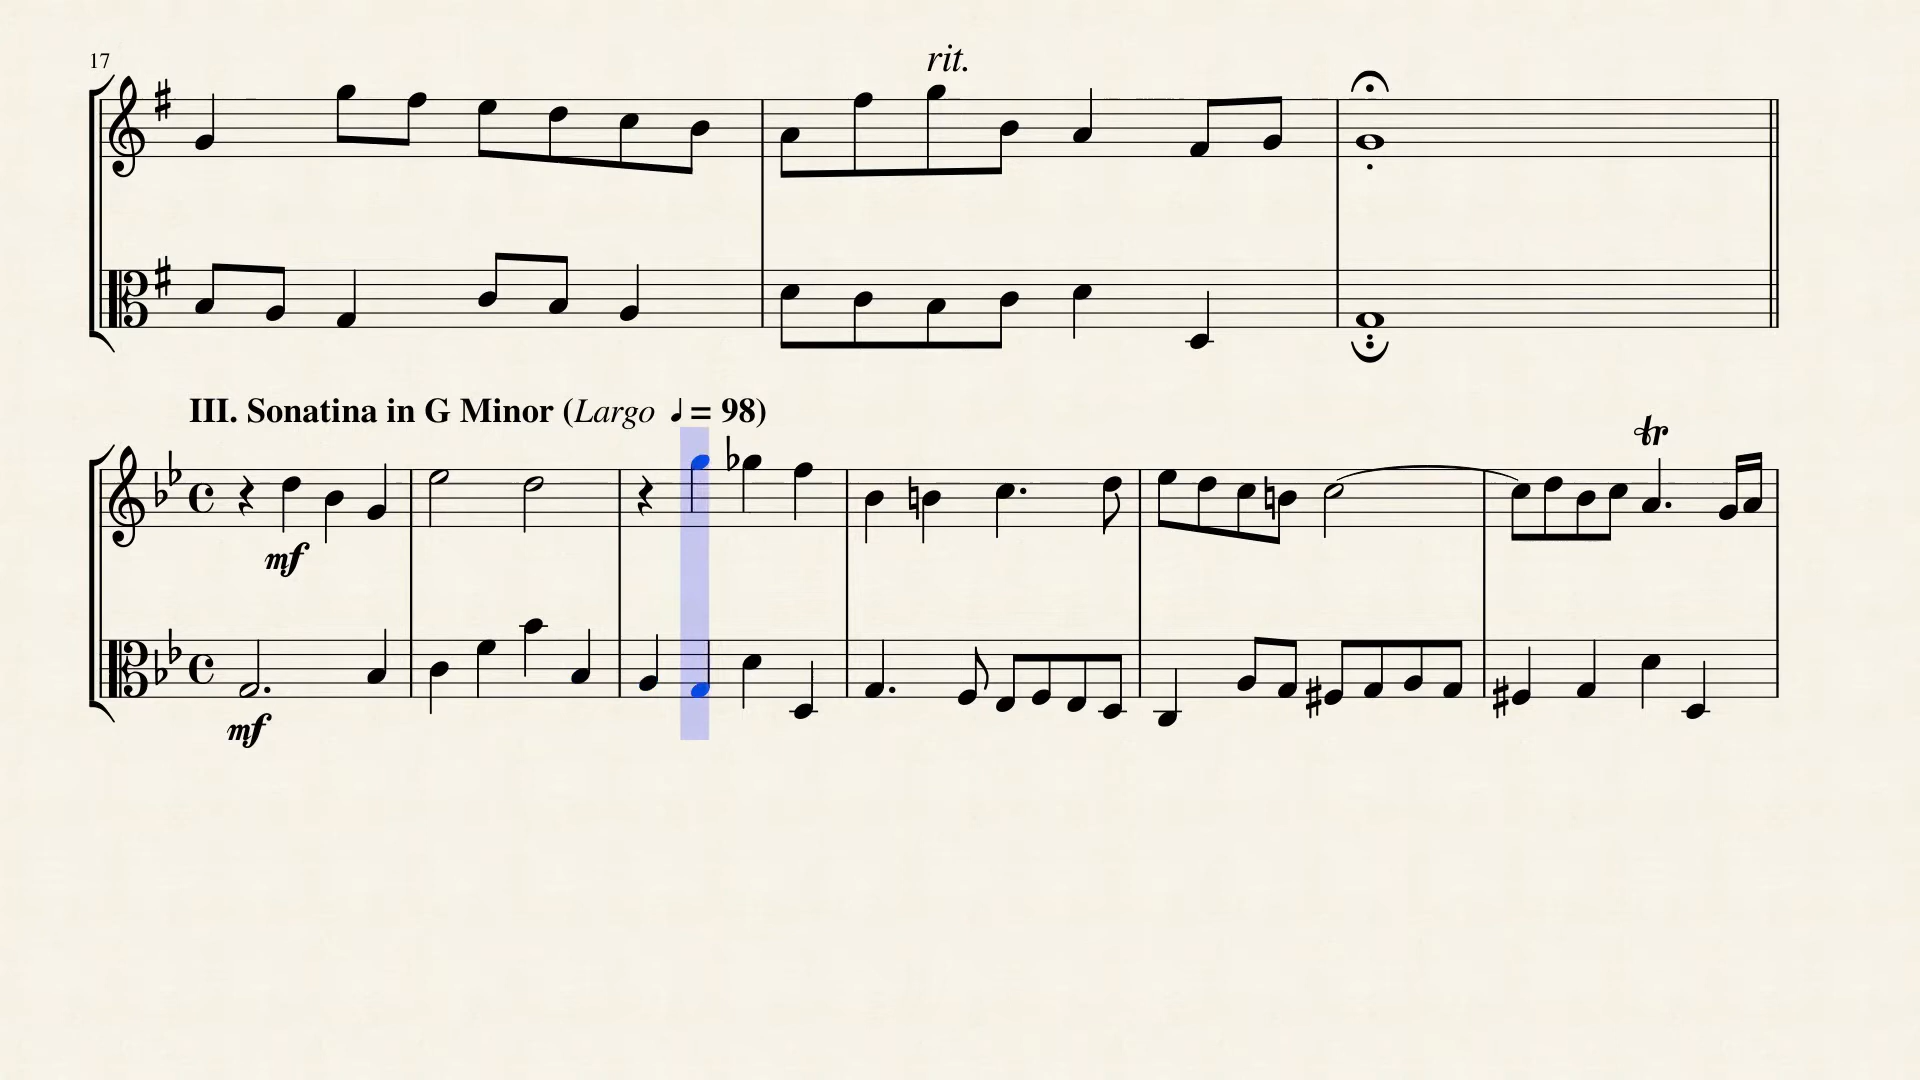 17
rit.
III. Sonatina in G Minor (Largo ♩= 98)
tr
mf
mf